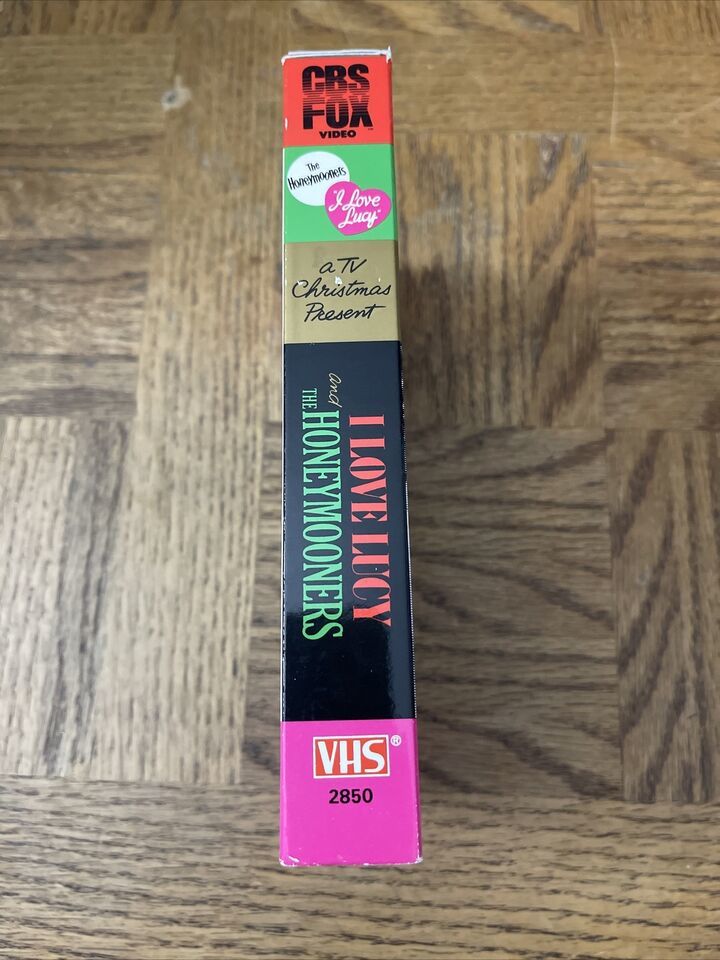 CBS
FOX
VIDEO
The
Honeymooners
"I Love
Lucy"
a TV
Christmas
Present
I LOVE LUCY
and
THE HONEYMOONERS
VHS®
2850